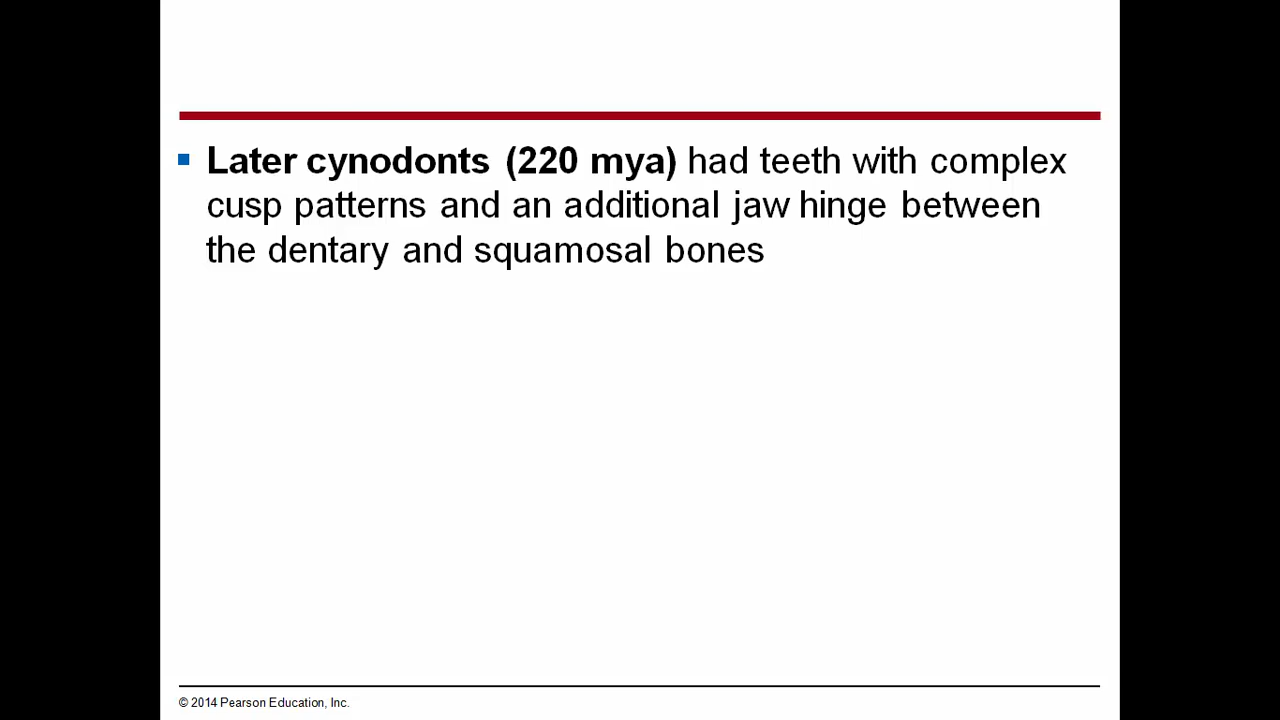 Later cynodonts (220 mya) had teeth with complex
cusp patterns and an additional jaw hinge between
the dentary and squamosal bones
© 2014 Pearson Education, Inc.